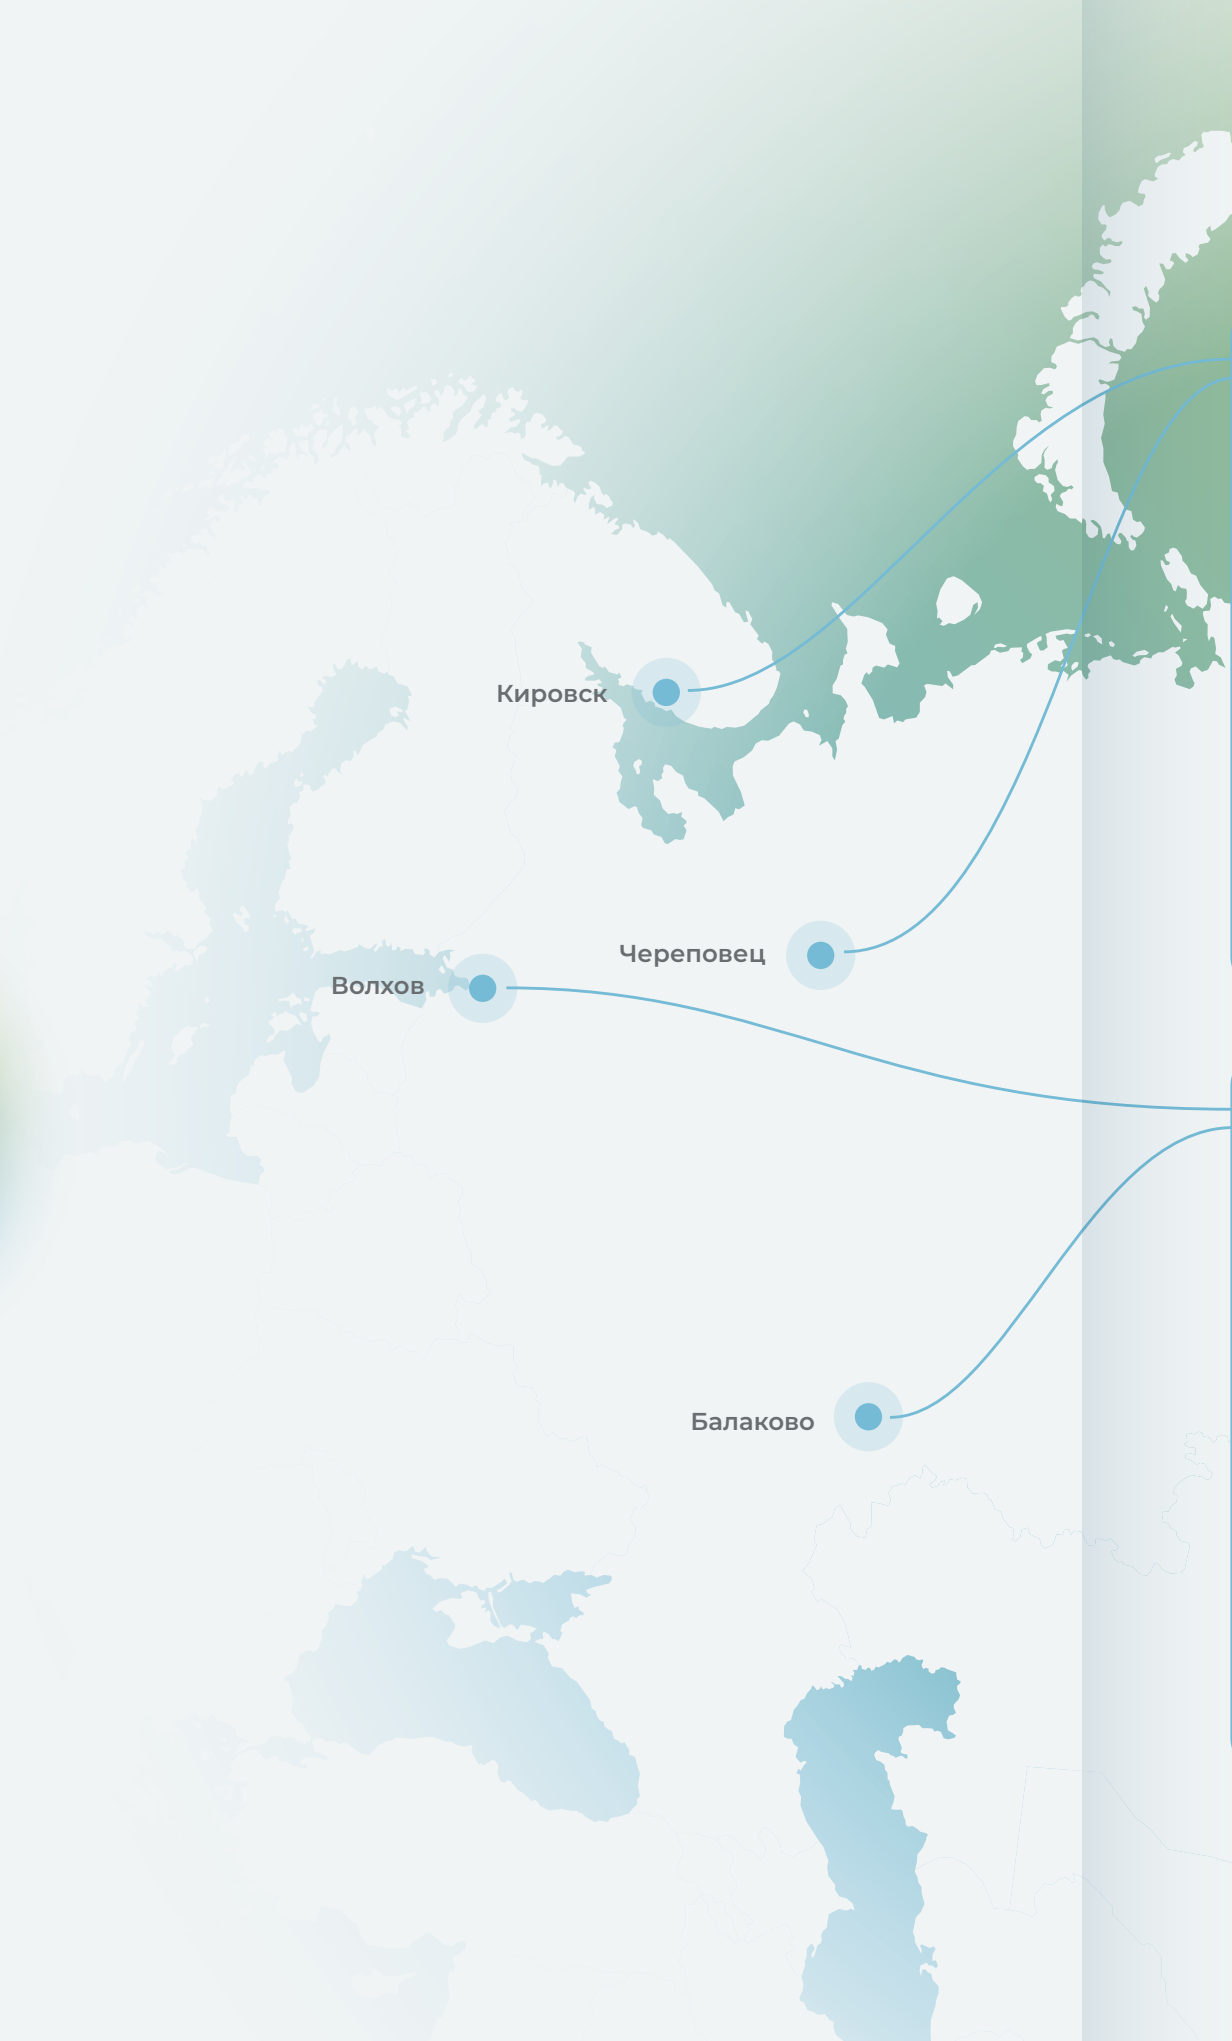 Кировск
Череповец
Волхов
Балаково